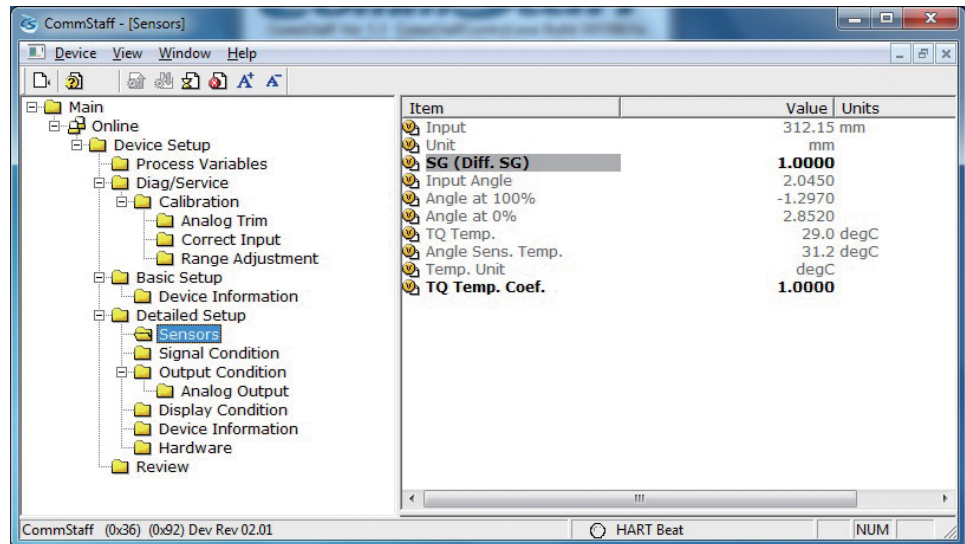 CommStaff - [Sensors]
Device View Window Help
Main
Online
Device Setup
Process Variables
Diag/Service
Calibration
Analog Trim
Correct Input
Range Adjustment
Basic Setup
Device Information
Detailed Setup
Sensors
Signal Condition
Output Condition
Analog Output
Display Condition
Device Information
Hardware
Review
Item Value Units
Input 312.15 mm
Unit mm
SG (Diff. SG) 1.0000
Input Angle 2.0450
Angle at 100% -1.2970
Angle at 0% 2.8520
TQ Temp. 29.0 degC
Angle Sens. Temp. 31.2 degC
Temp. Unit degC
TQ Temp. Coef. 1.0000
CommStaff (0x36) (0x92) Dev Rev 02.01
HART Beat
NUM